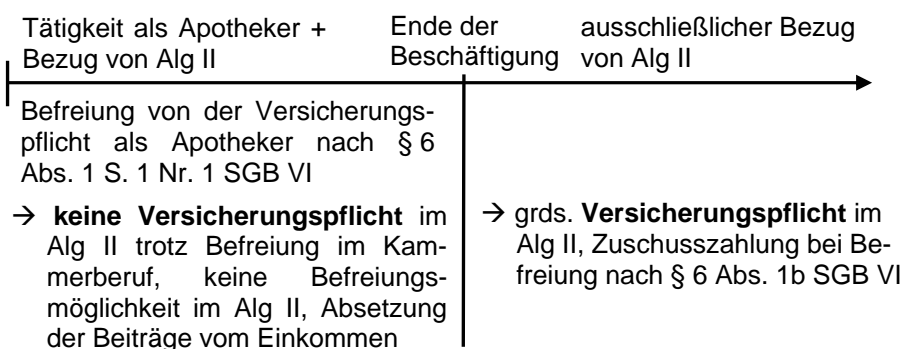 Tätigkeit als Apotheker +
Bezug von Alg II
Ende der
Beschäftigung
ausschließlicher Bezug
von Alg II
Befreiung von der Versicherungs-
pflicht als Apotheker nach § 6
Abs. 1 S. 1 Nr. 1 SGB VI
→ keine Versicherungspflicht im
Alg II trotz Befreiung im Kam-
merberuf, keine Befreiungs-
möglichkeit im Alg II, Absetzung
der Beiträge vom Einkommen
→ grds. Versicherungspflicht im
Alg II, Zuschusszahlung bei Be-
freiung nach § 6 Abs. 1b SGB VI